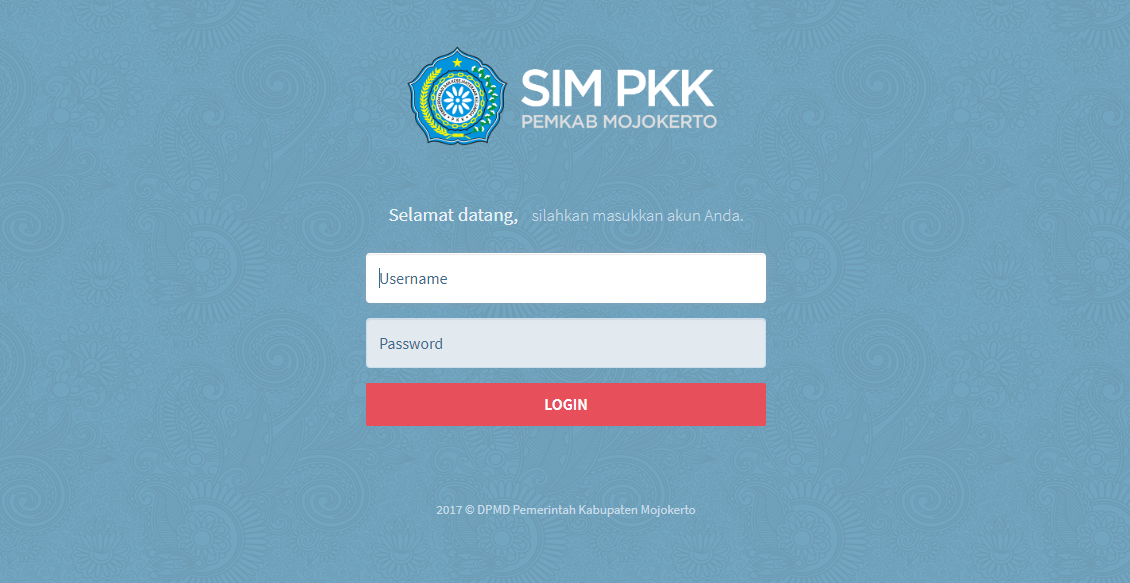 SIM PKK
PEMKAB MOJOKERTO
Selamat datang, silahkan masukkan akun Anda.
Username
Password
LOGIN
2017 © DPMD Pemerintah Kabupaten Mojokerto